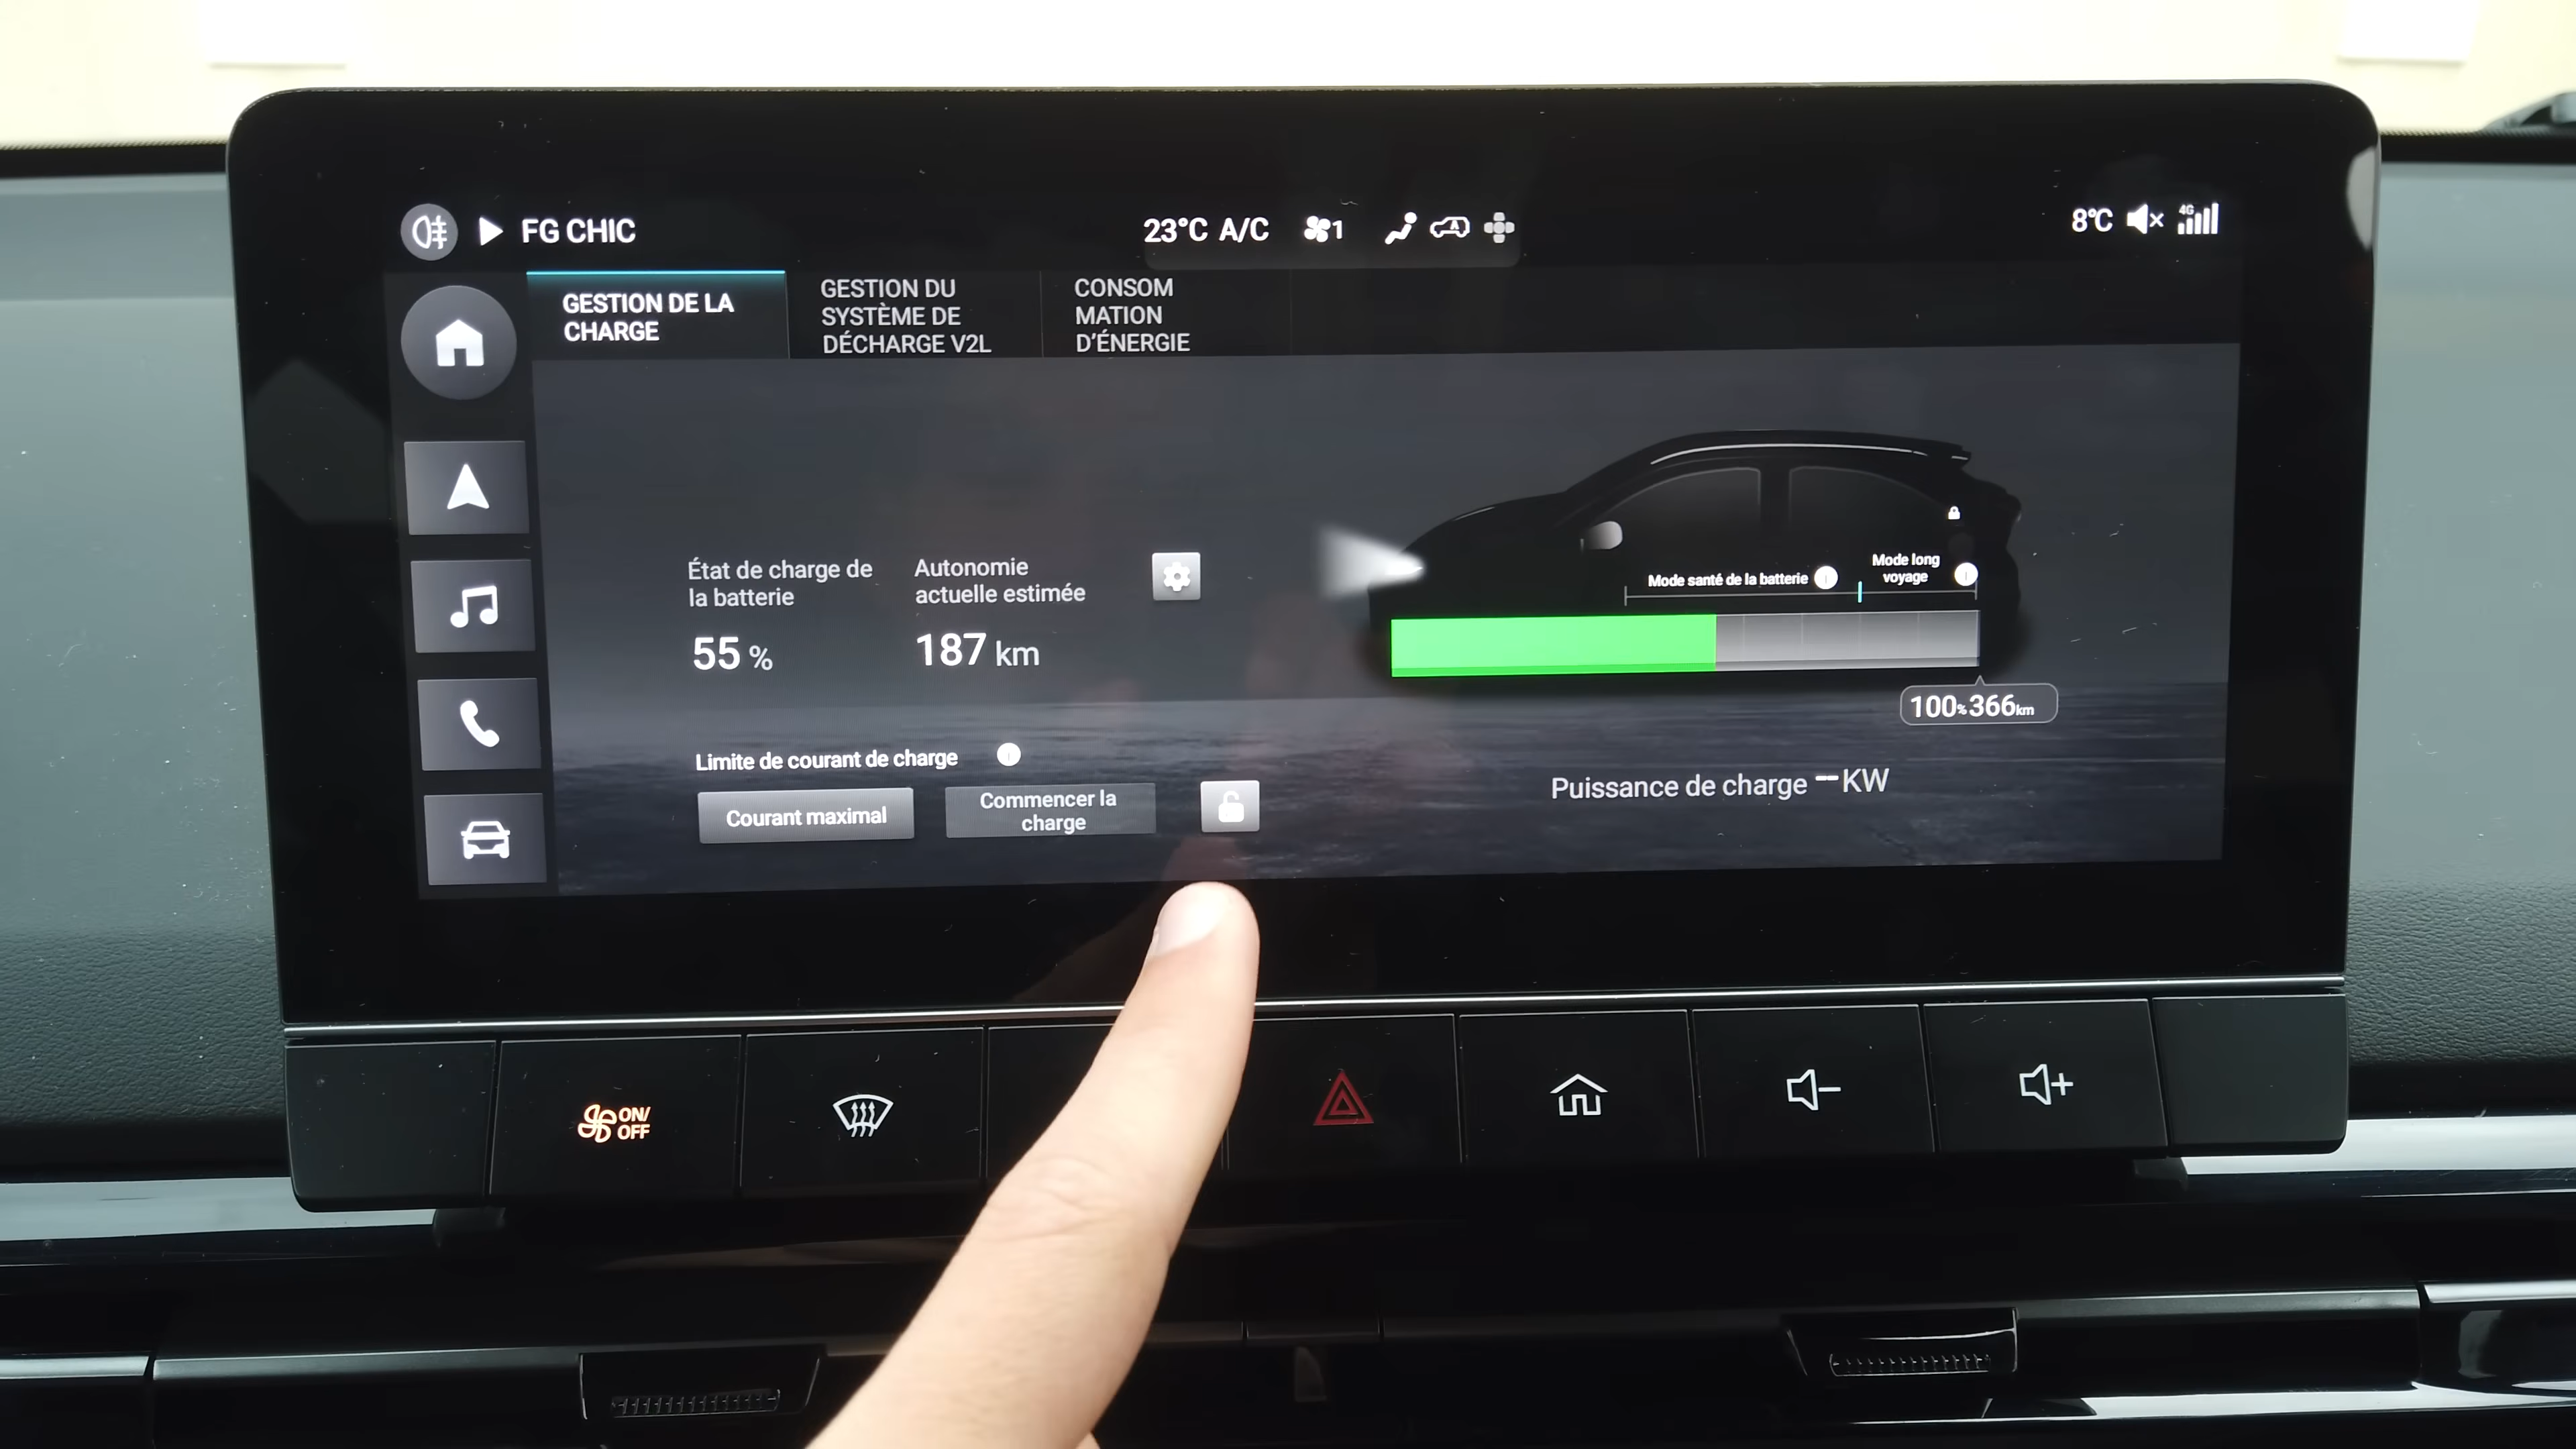 FG CHIC
23°C A/C
1
8°C
4G
GESTION DE LA
CHARGE
GESTION DU
SYSTÈME DE
DÉCHARGE V2L
CONSOM
MATION
D'ÉNERGIE
État de charge de
la batterie
55 %
Autonomie
actuelle estimée
187 km
Mode santé de la batterie
Mode long
voyage
100%366km
Limite de courant de charge
Courant maximal
Commencer la
charge
Puissance de charge --KW
ON/
OFF